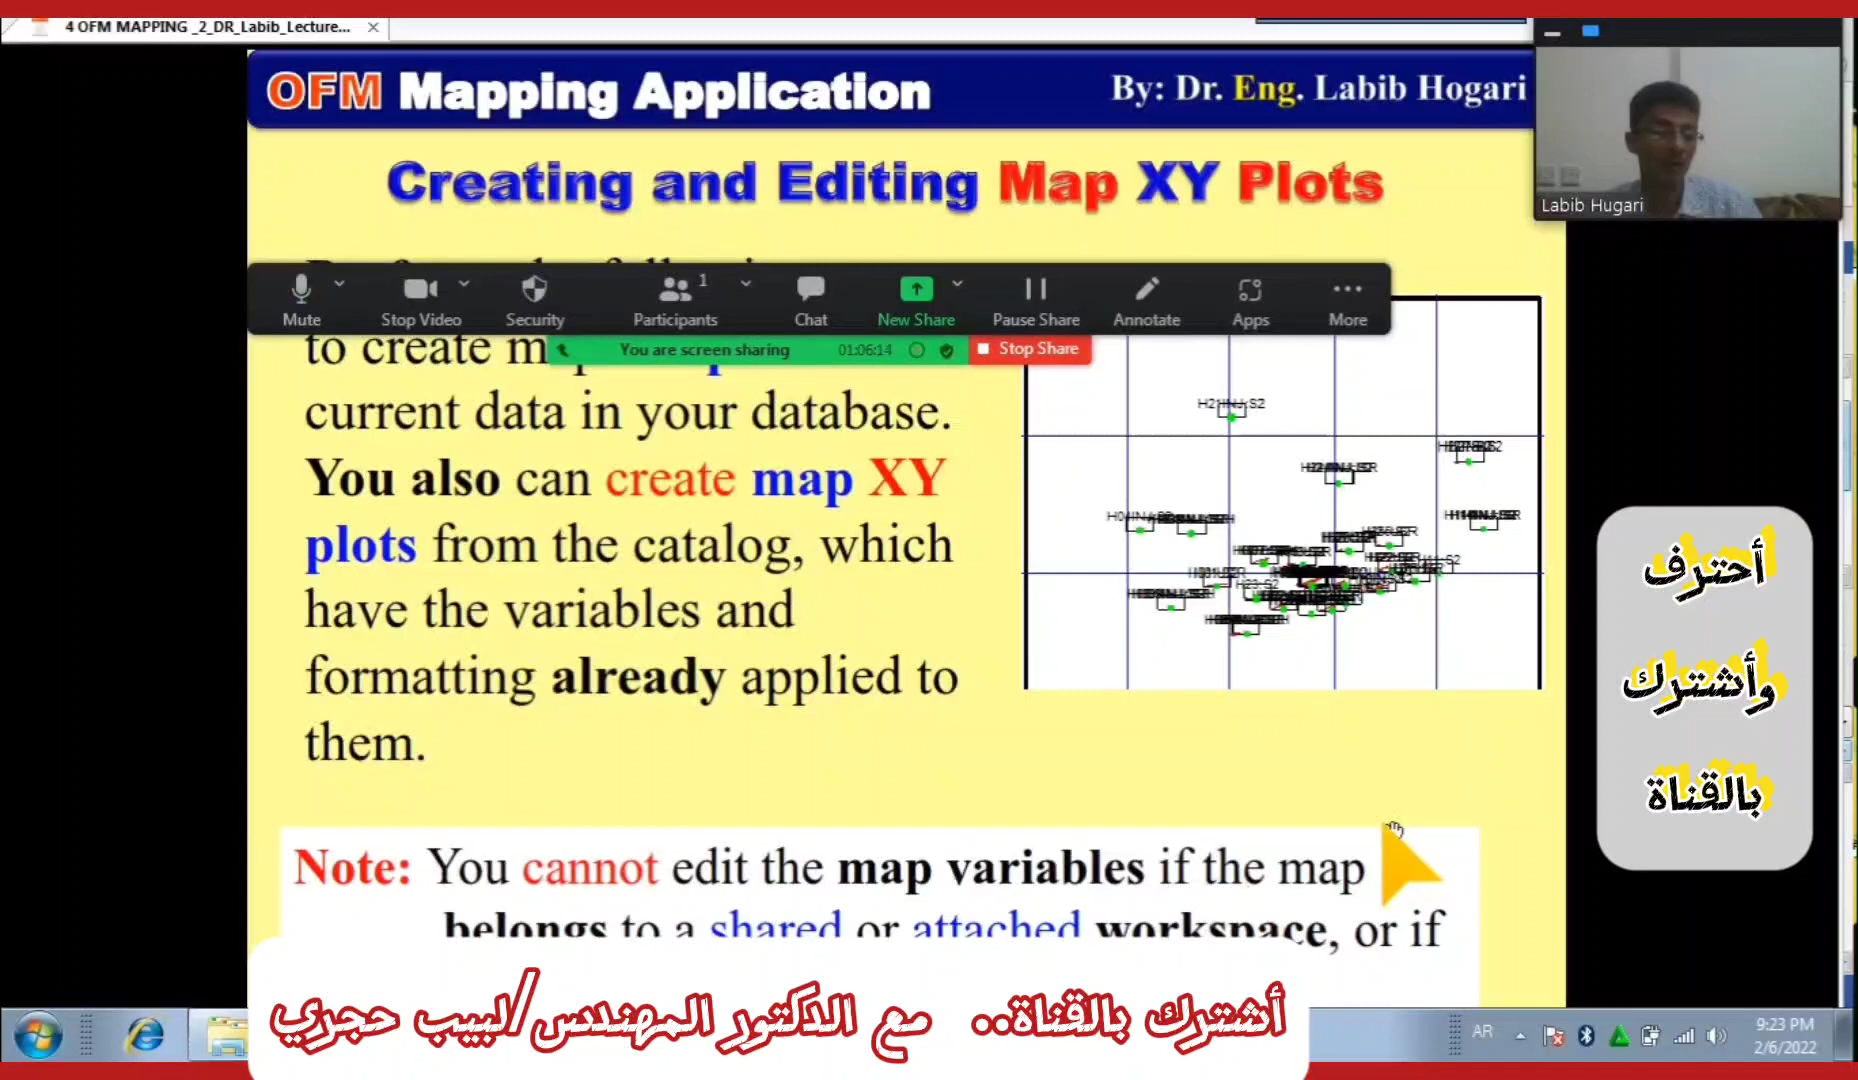 4 OFM MAPPING _2_DR_Labib_Lecture...
OFM Mapping Application
By: Dr. Eng. Labib Hogari
Creating and Editing Map XY Plots
Labib Hugari
Mute
Stop Video
Security
Participants
1
Chat
New Share
Pause Share
Annotate
Apps
More
You are screen sharing
01:06:14
Stop Share
to create
current data in your database.
You also can create map XY
plots from the catalog, which
have the variables and
formatting already applied to
them.
Note: You cannot edit the map variables if the map
belongs to a shared or attached workspace, or if
أحترف
وأشترك
بالقناة
أشترك بالقناة.. مع الدكتور المهندس/لبيب حجري
AR
9:23 PM
2/6/2022